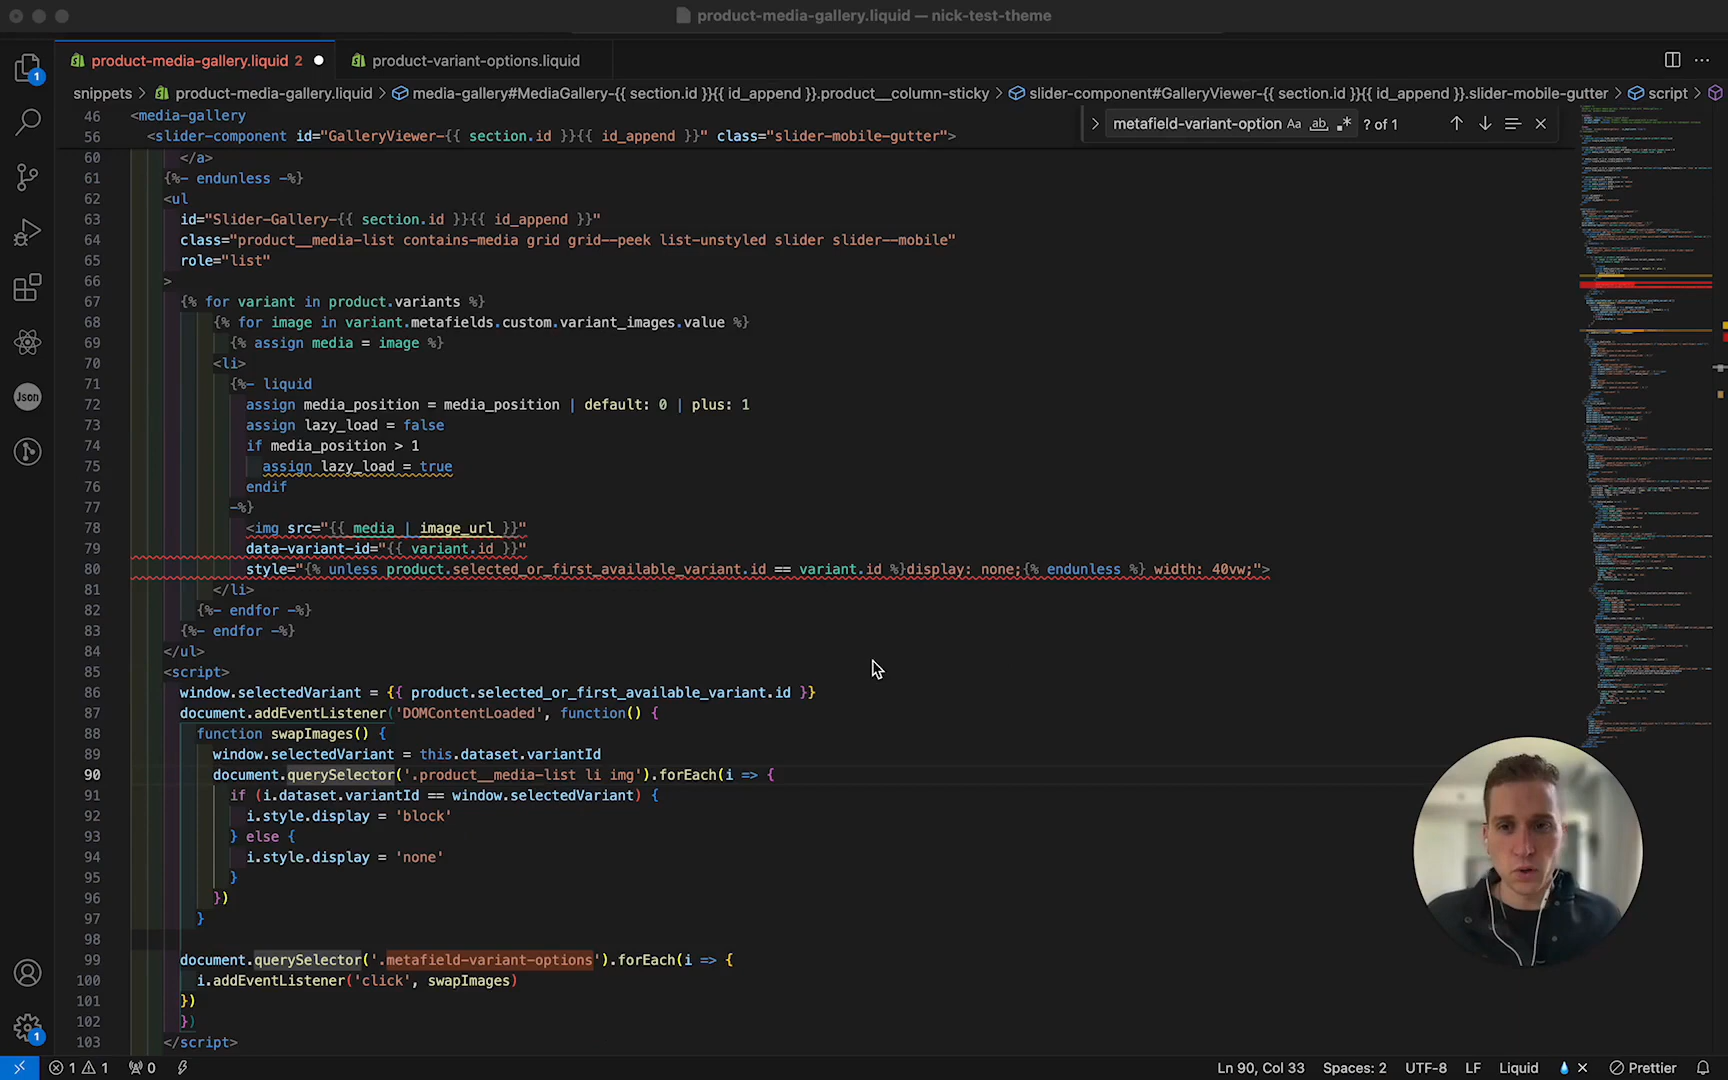 product-media-gallery.liquid — nick-test-theme
product-media-gallery.liquid 2
product-variant-options.liquid
snippets > product-media-gallery.liquid > media-gallery#MediaGallery-{{ section.id }}{{ id_append }}.product__column-sticky > slider-component#GalleryViewer-{{ section.id }}{{ id_append }}.slider-mobile-gutter > script >
46 <media-gallery
56 <slider-component id="GalleryViewer-{{ section.id }}{{ id_append }}" class="slider-mobile-gutter">
metafield-variant-option Aa ab .* ? of 1
60 </a>
61 {%- endunless -%}
62 <ul
63 id="Slider-Gallery-{{ section.id }}{{ id_append }}"
64 class="product__media-list contains-media grid grid--peek list-unstyled slider slider--mobile"
65 role="list"
66 >
67 {% for variant in product.variants %}
68 {% for image in variant.metafields.custom.variant_images.value %}
69 {% assign media = image %}
70 <li>
71 {%- liquid
72 assign media_position = media_position | default: 0 | plus: 1
73 assign lazy_load = false
74 if media_position > 1
75 assign lazy_load = true
76 endif
77 -%}
78 <img src="{{ media | image_url }}"
79 data-variant-id="{{ variant.id }}"
80 style="{% unless product.selected_or_first_available_variant.id == variant.id %}display: none;{% endunless %} width: 40vw;">
81 </li>
82 {%- endfor -%}
83 {%- endfor -%}
84 </ul>
85 <script>
86 window.selectedVariant = {{ product.selected_or_first_available_variant.id }}
87 document.addEventListener('DOMContentLoaded', function() {
88 function swapImages() {
89 window.selectedVariant = this.dataset.variantId
90 document.querySelector('.product__media-list li img').forEach(i => {
91 if (i.dataset.variantId == window.selectedVariant) {
92 i.style.display = 'block'
93 } else {
94 i.style.display = 'none'
95 }
96 })
97 }
98
99 document.querySelector('.metafield-variant-options').forEach(i => {
100 i.addEventListener('click', swapImages)
101 })
102 })
103 </script>
1
Json
1
1 1 0 Ln 90, Col 33 Spaces: 2 UTF-8 LF Liquid Prettier